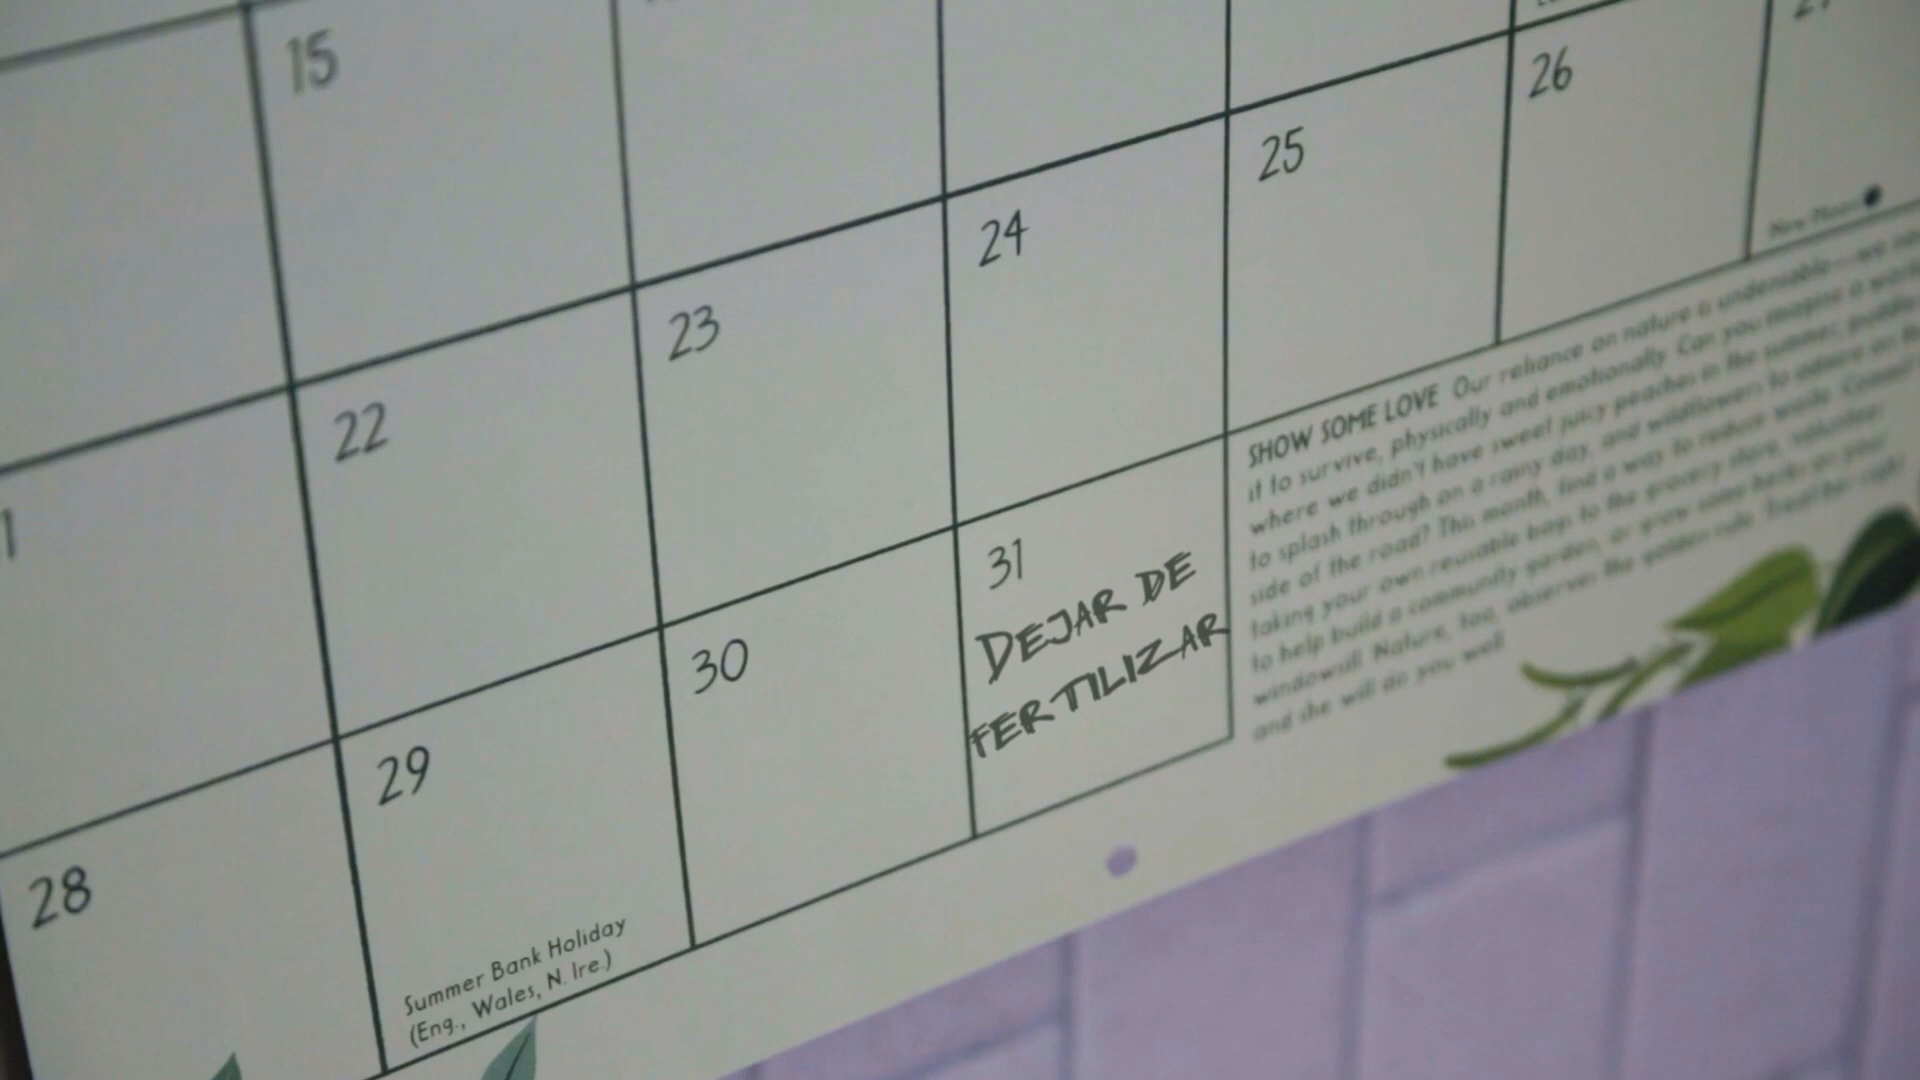 15
22
23
24
25
26
28
29
30
31
DEJAR DE
FERTILIZAR
Summer Bank Holiday
(Eng., Wales, N. Ire.)
New Moon
SHOW SOME LOVE Our reliance on nature is undeniable—we
it to survive, physically and emotionally. Can you imagine a
where we didn't have sweet juicy peaches in the summer, puddles
to splash through on a rainy day, and wildflowers to admire on the
side of the road? This month, find a way to reduce waste. Consider
taking your own reusable bags to the grocery store, volunteer
to help build a community garden, or grow some herbs on your
windowsill. Nature, too, observes the golden rule. Treat her right
and she will do you well.